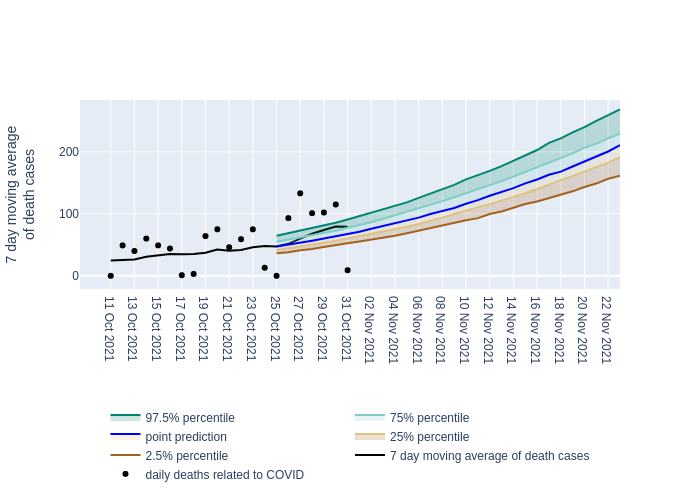 7 day moving average
of death cases
200
100
0
11 Oct 2021
13 Oct 2021
15 Oct 2021
17 Oct 2021
19 Oct 2021
21 Oct 2021
23 Oct 2021
25 Oct 2021
27 Oct 2021
29 Oct 2021
31 Oct 2021
02 Nov 2021
04 Nov 2021
06 Nov 2021
08 Nov 2021
10 Nov 2021
12 Nov 2021
14 Nov 2021
16 Nov 2021
18 Nov 2021
20 Nov 2021
22 Nov 2021
97.5% percentile
75% percentile
point prediction
25% percentile
2.5% percentile
7 day moving average of death cases
daily deaths related to COVID